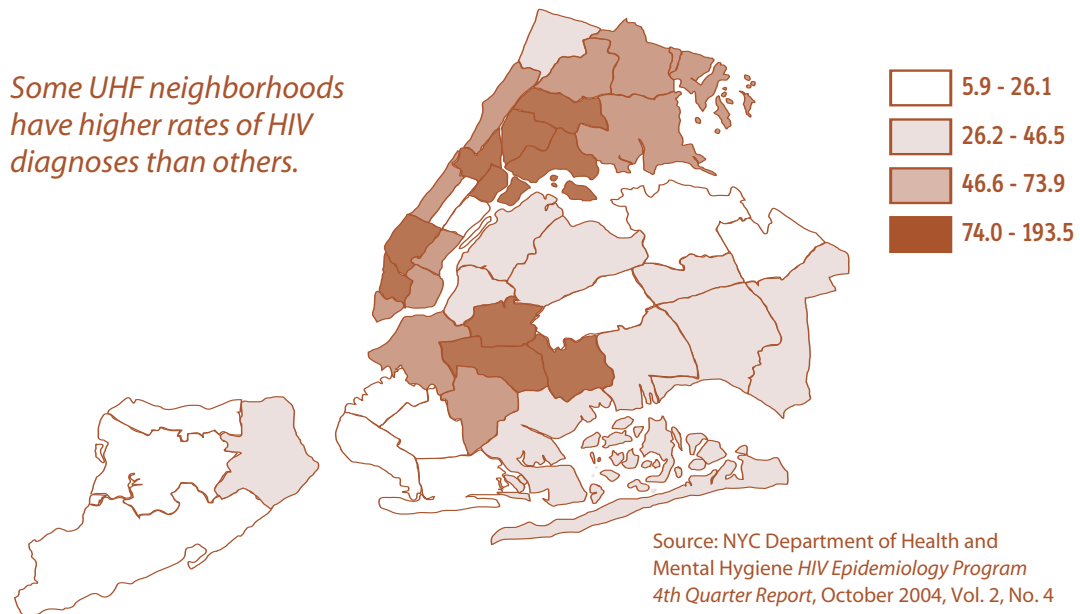 Some UHF neighborhoods
have higher rates of HIV
diagnoses than others.
5.9 - 26.1
26.2 - 46.5
46.6 - 73.9
74.0 - 193.5
Source: NYC Department of Health and
Mental Hygiene HIV Epidemiology Program
4th Quarter Report, October 2004, Vol. 2, No. 4